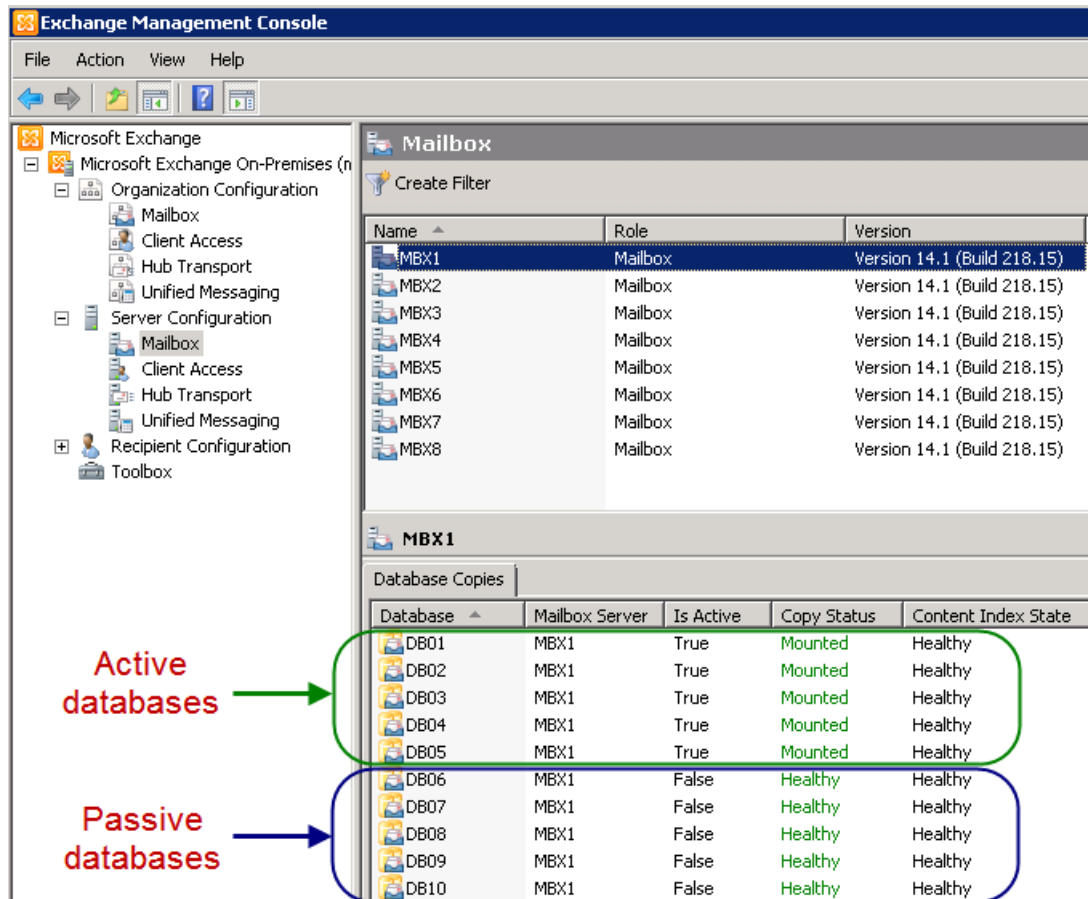 Exchange Management Console
File Action View Help
Microsoft Exchange
Microsoft Exchange On-Premises (n
Organization Configuration
Mailbox
Client Access
Hub Transport
Unified Messaging
Server Configuration
Mailbox
Client Access
Hub Transport
Unified Messaging
Recipient Configuration
Toolbox
Mailbox
Create Filter
Name Role Version
MBX1 Mailbox Version 14.1 (Build 218.15)
MBX2 Mailbox Version 14.1 (Build 218.15)
MBX3 Mailbox Version 14.1 (Build 218.15)
MBX4 Mailbox Version 14.1 (Build 218.15)
MBX5 Mailbox Version 14.1 (Build 218.15)
MBX6 Mailbox Version 14.1 (Build 218.15)
MBX7 Mailbox Version 14.1 (Build 218.15)
MBX8 Mailbox Version 14.1 (Build 218.15)
MBX1
Database Copies
Database Mailbox Server Is Active Copy Status Content Index State
DB01 MBX1 True Mounted Healthy
DB02 MBX1 True Mounted Healthy
DB03 MBX1 True Mounted Healthy
DB04 MBX1 True Mounted Healthy
DB05 MBX1 True Mounted Healthy
DB06 MBX1 False Healthy Healthy
DB07 MBX1 False Healthy Healthy
DB08 MBX1 False Healthy Healthy
DB09 MBX1 False Healthy Healthy
DB10 MBX1 False Healthy Healthy
Active
databases
Passive
databases